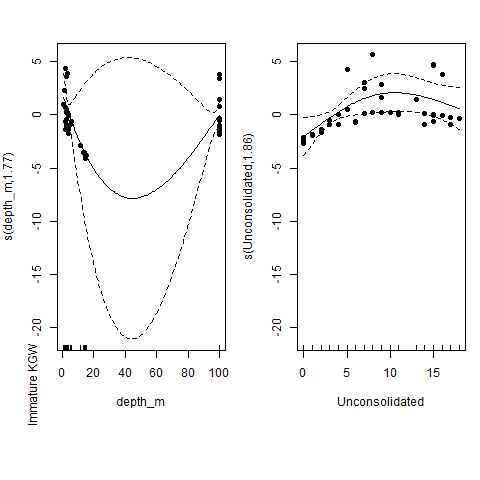 s(depth_m,1.77)
5
0
-5
-10
-15
-20
0 20 40 60 80 100
depth_m
Immature KGW
s(Unconsolidated,1.86)
5
0
-5
-10
-15
-20
0 5 10 15
Unconsolidated